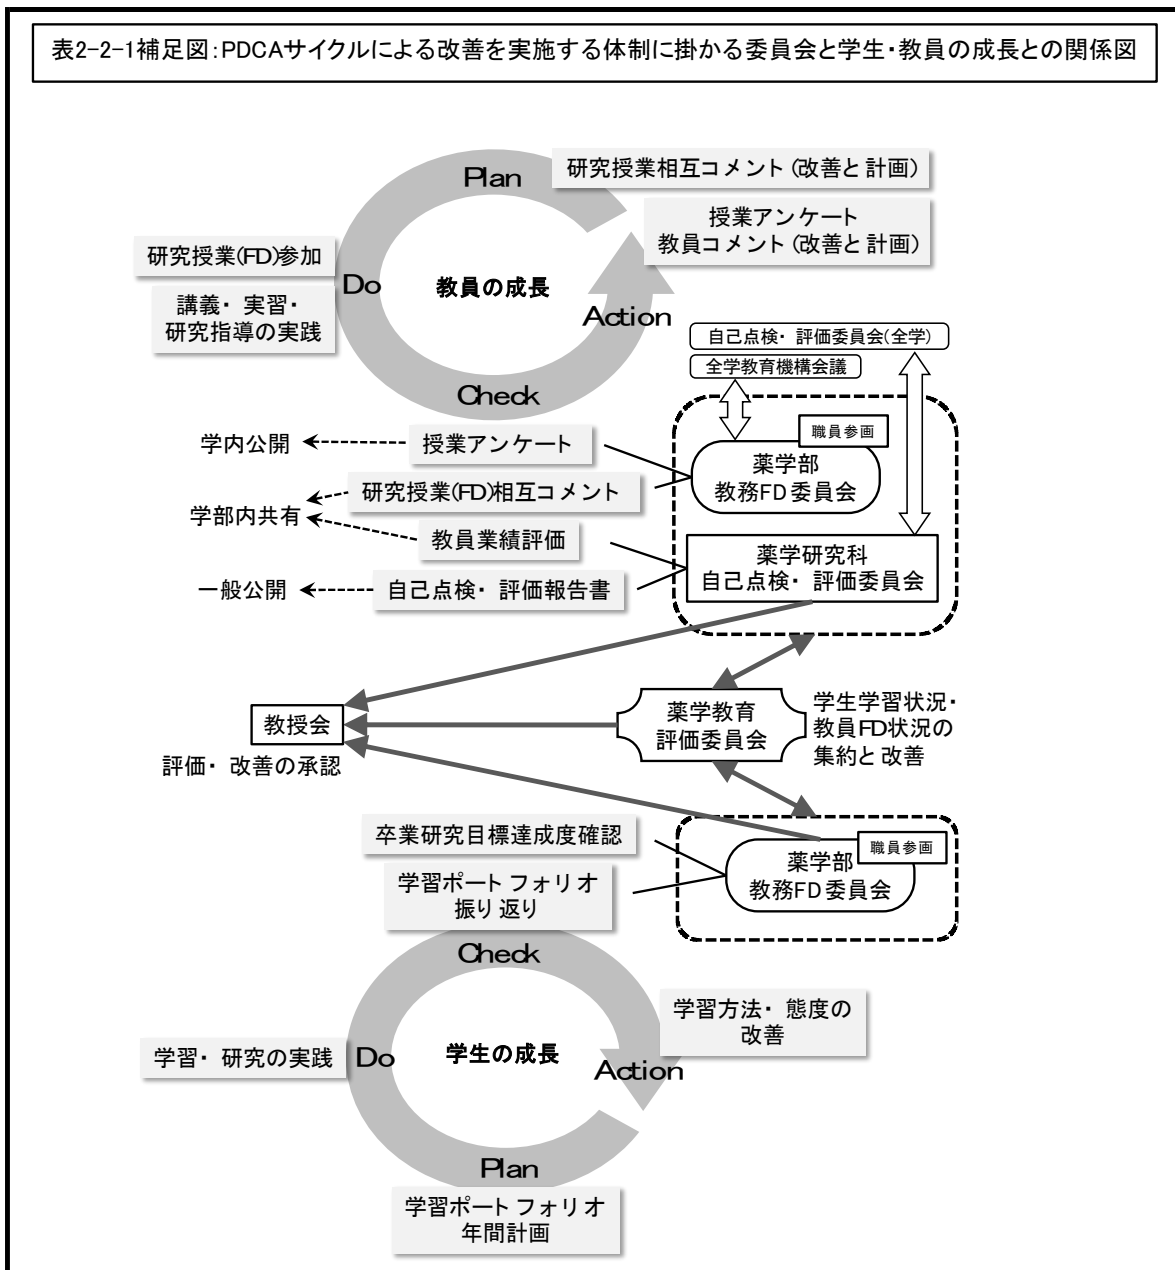 表2-2-1補足図:PDCAサイクルによる改善を実施する体制に掛かる委員会と学生・教員の成長との関係図
Plan
研究授業相互コメント(改善と計画)
授業アンケート
教員コメント(改善と計画)
研究授業(FD)参加
Do
教員の成長
講義・実習・
研究指導の実践
Action
自己点検・評価委員会(全学)
全学教育機構会議
Check
職員参画
学内公開
授業アンケート
薬学部
教務FD委員会
研究授業(FD)相互コメント
学部内共有
教員業績評価
薬学研究科
自己点検・評価委員会
一般公開
自己点検・評価報告書
教授会
評価・改善の承認
薬学教育
評価委員会
学生学習状況・
教員FD状況の
集約と改善
卒業研究目標達成度確認
職員参画
薬学部
教務FD委員会
学習ポートフォリオ
振り返り
Check
学習方法・態度の
改善
学習・研究の実践
Do
学生の成長
Action
Plan
学習ポートフォリオ
年間計画